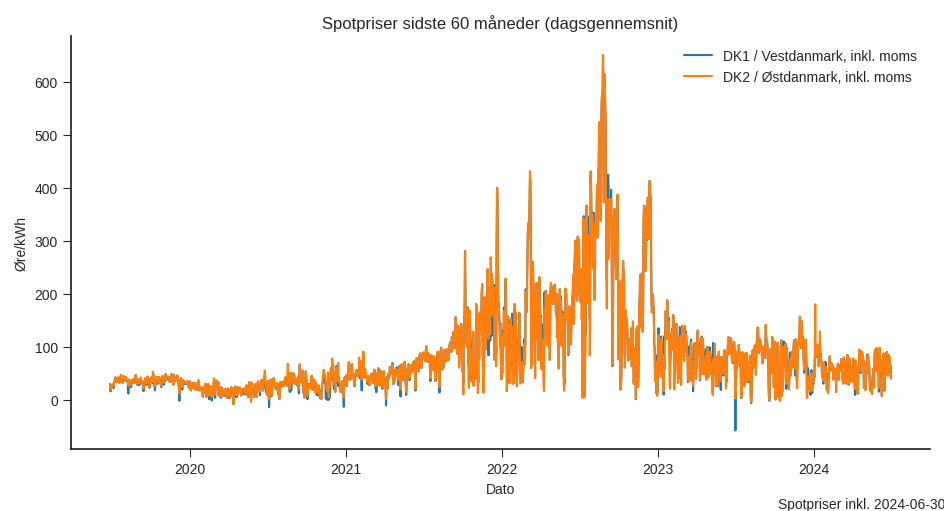 Spotpriser sidste 60 måneder (dagsgennemsnit)
DK1 / Vestdanmark, inkl. moms
DK2 / Østdanmark, inkl. moms
Øre/kWh
600
500
400
300
200
100
0
2020 2021 2022 2023 2024
Dato
Spotpriser inkl. 2024-06-30